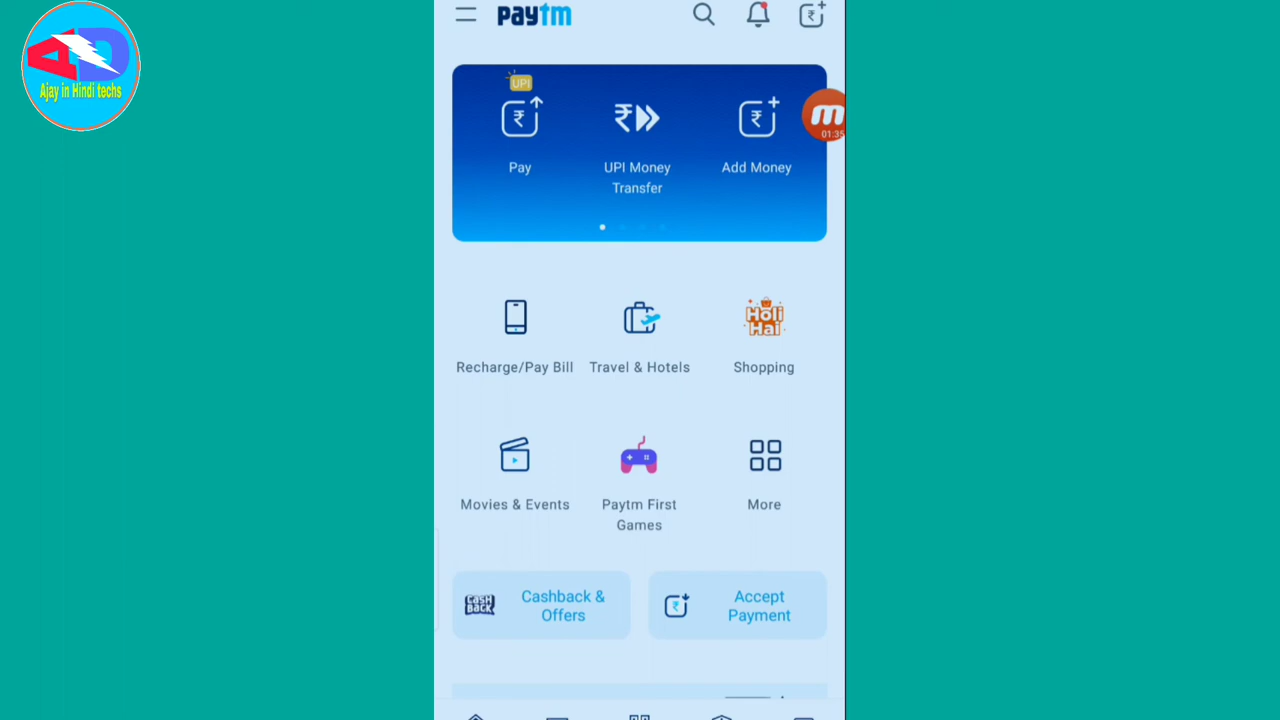 paytm
AD
Ajay in Hindi techs
UPI
m
01:35
Pay
UPI Money
Transfer
Add Money
Holi
Hai
Recharge/Pay Bill
Travel & Hotels
Shopping
Movies & Events
Paytm First
Games
More
CASH
BACK
Cashback &
Offers
Accept
Payment